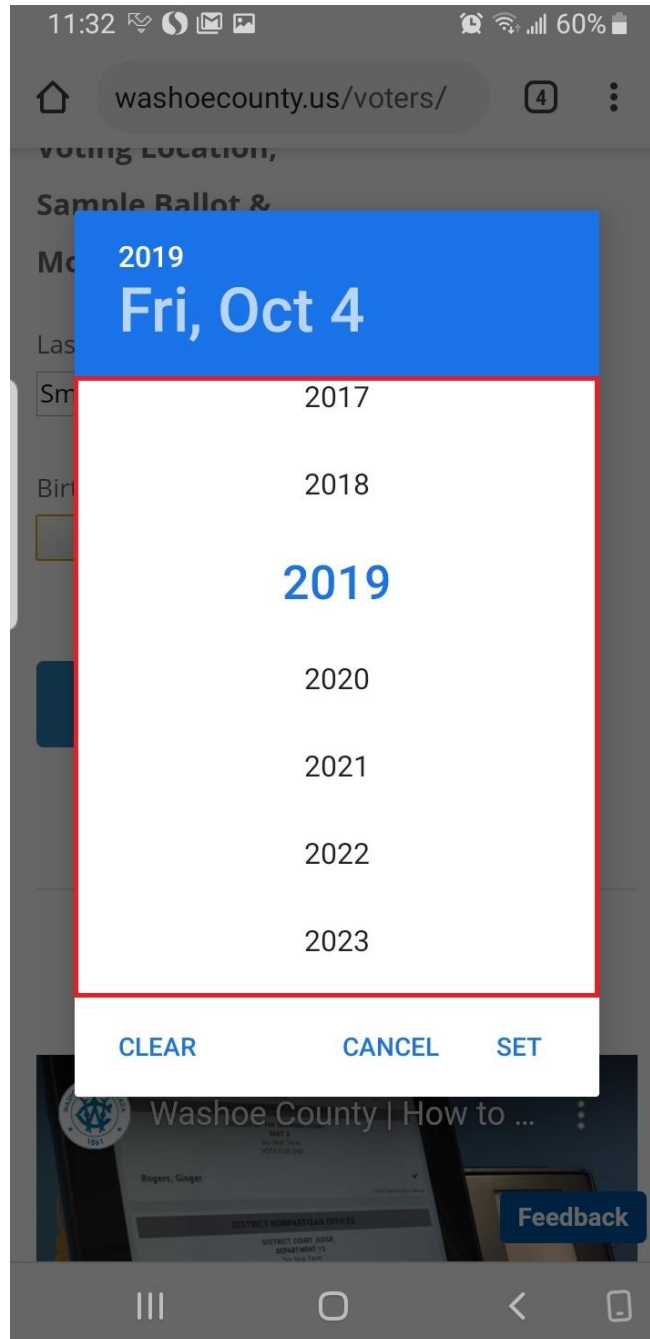 11:32 60%
washoecounty.us/voters/ 4
Voting Location,
Sample Ballot &
2019
Fri, Oct 4
Las
Sm
2017
2018
Birt
2019
2020
2021
2022
2023
CLEAR CANCEL SET
Washoe County | How to ...
Rogers, Ginger
DISTRICT NONPARTISAN OFFICES
DISTRICT COURT JUDGE,
DEPARTMENT 15
Feedback